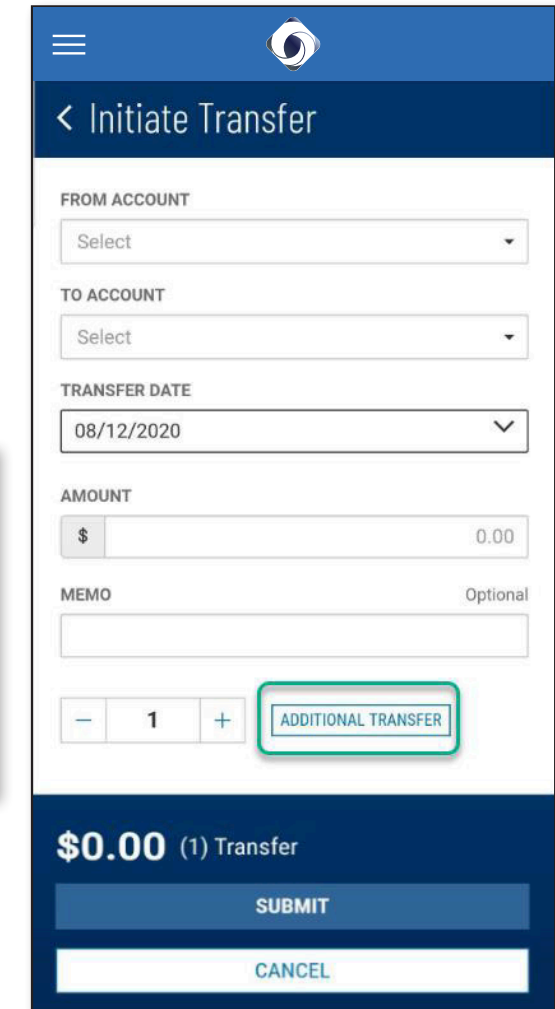 < Initiate Transfer
FROM ACCOUNT
Select
TO ACCOUNT
Select
TRANSFER DATE
08/12/2020
AMOUNT
$ 0.00
MEMO Optional
− 1 + ADDITIONAL TRANSFER
$0.00 (1) Transfer
SUBMIT
CANCEL